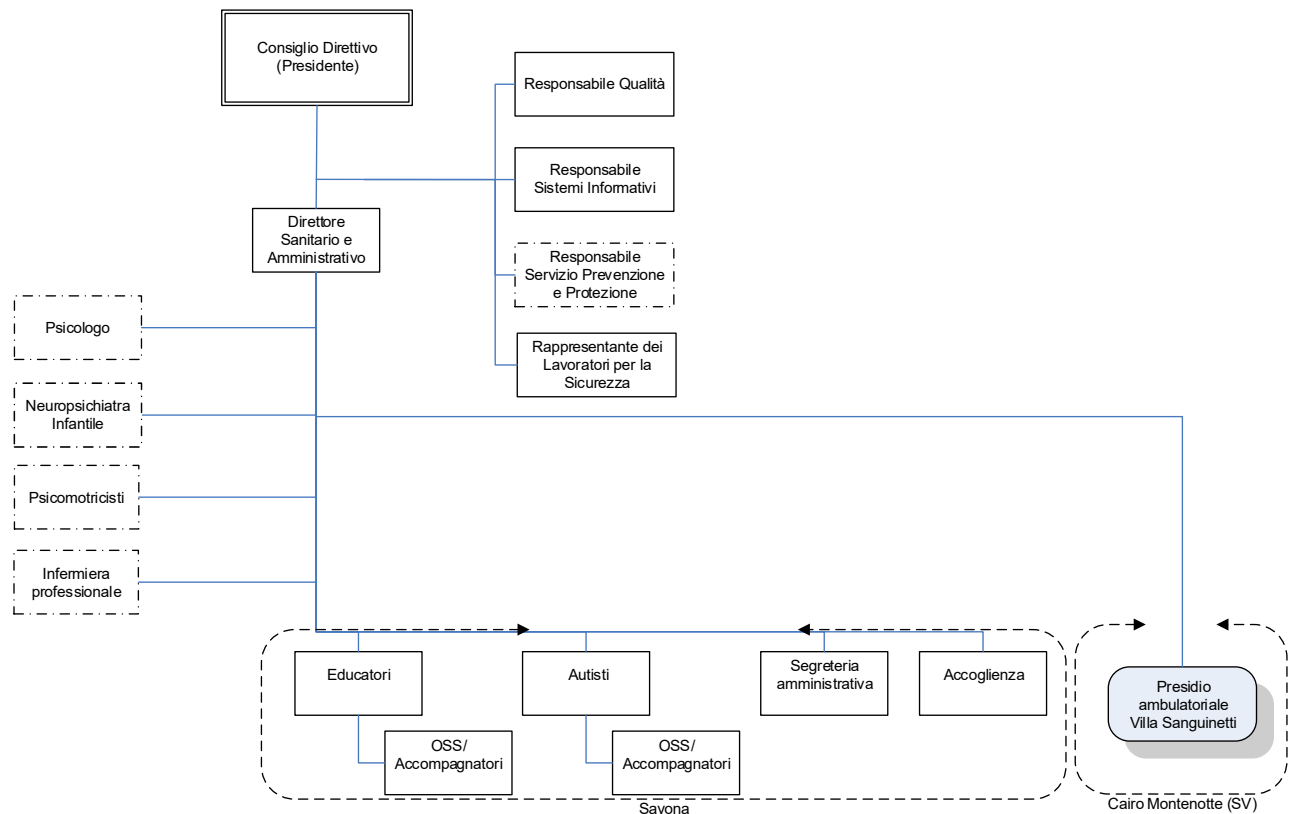 Consiglio Direttivo
(Presidente)
Responsabile Qualità
Responsabile
Sistemi Informativi
Direttore
Sanitario e
Amministrativo
Responsabile
Servizio Prevenzione
e Protezione
Rappresentante dei
Lavoratori per la
Sicurezza
Psicologo
Neuropsichiatra
Infantile
Psicomotricisti
Infermiera
professionale
Educatori
Autisti
Segreteria
amministrativa
Accoglienza
OSS/
Accompagnatori
OSS/
Accompagnatori
Savona
Presidio
ambulatoriale
Villa Sanguinetti
Cairo Montenotte (SV)